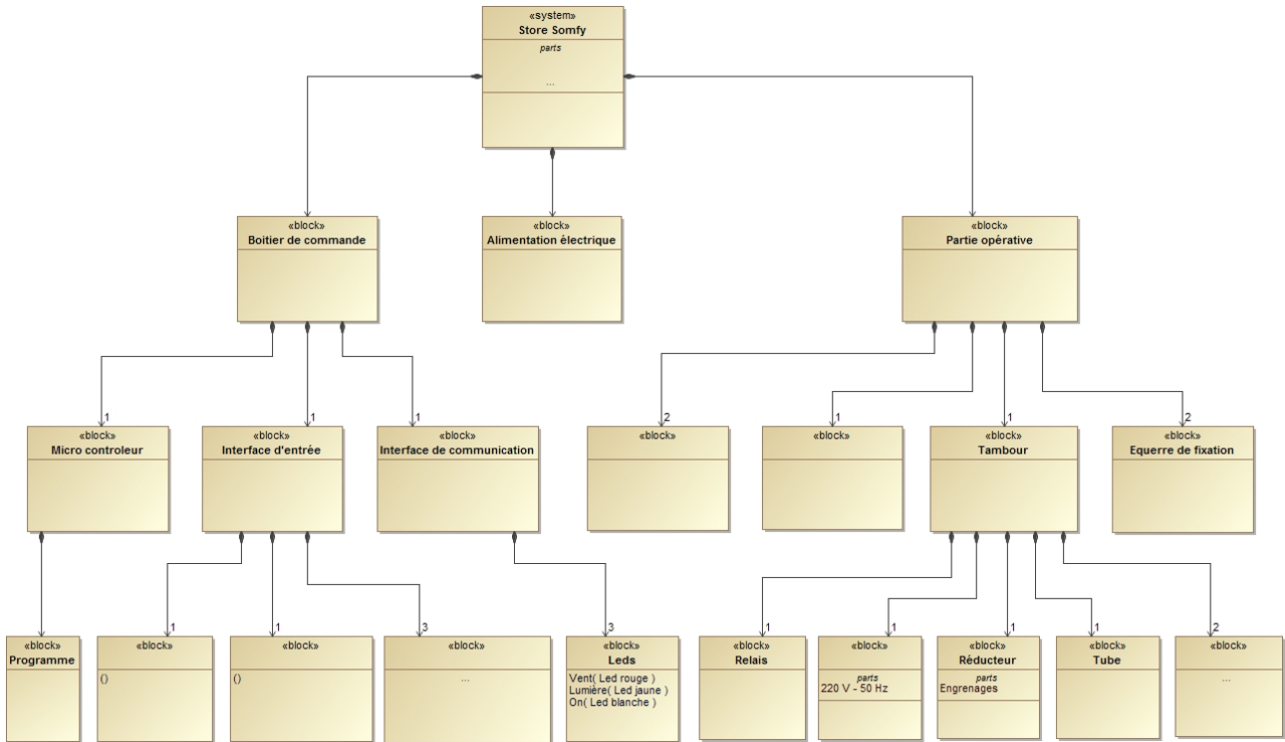 «system»
Store Somfy
parts
...
«block»
Boitier de commande
«block»
Alimentation électrique
«block»
Partie opérative
1
1
1
2
1
1
2
«block»
Micro controleur
«block»
Interface d'entrée
«block»
Interface de communication
«block»
«block»
«block»
Tambour
«block»
Equerre de fixation
1
1
3
3
1
1
1
1
2
«block»
Programme
«block»
()
«block»
()
«block»
...
«block»
Leds
Vent( Led rouge )
Lumière( Led jaune )
On( Led blanche )
«block»
Relais
«block»
parts
220 V - 50 Hz
«block»
Réducteur
parts
Engrenages
«block»
Tube
«block»
...